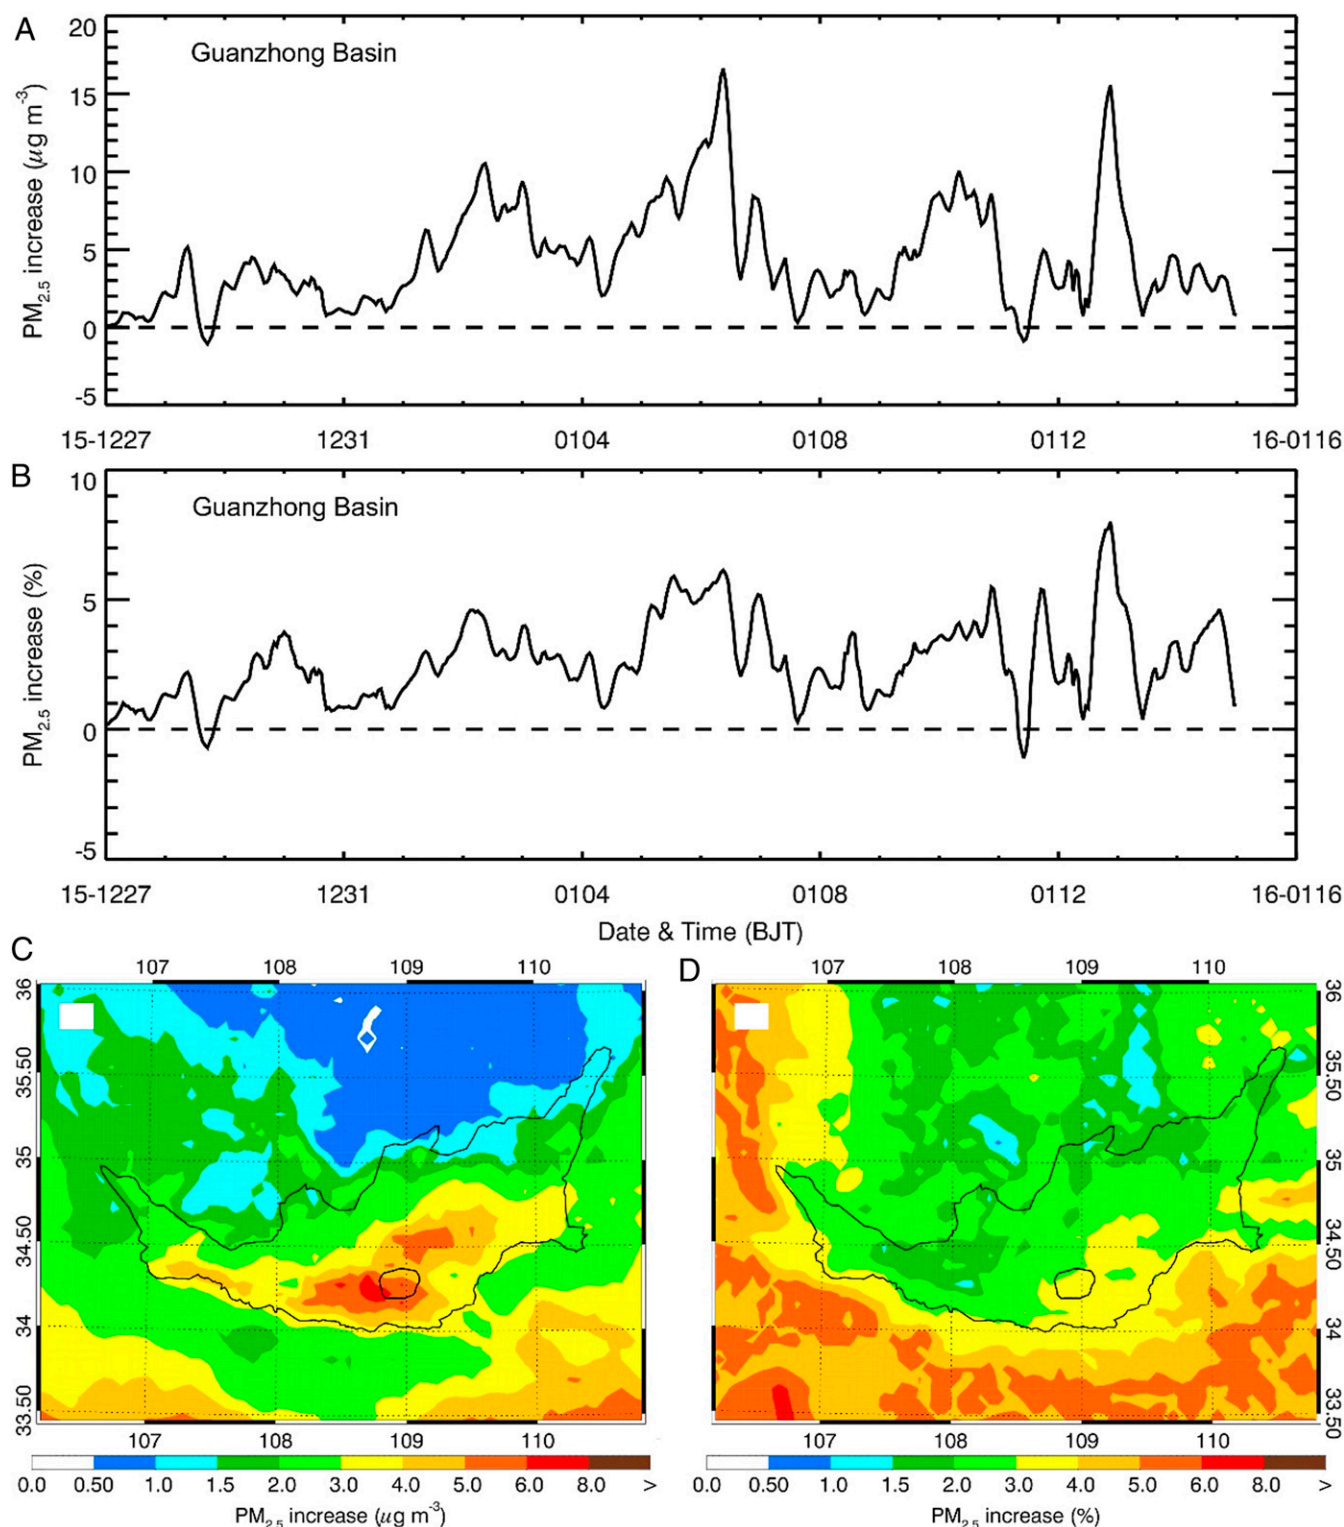 A
Guanzhong Basin
20
15
10
5
0
-5
PM2.5 increase (μg m-3)
15-1227 1231 0104 0108 0112 16-0116
B
Guanzhong Basin
10
5
0
-5
PM2.5 increase (%)
15-1227 1231 0104 0108 0112 16-0116
Date & Time (BJT)
C
107 108 109 110
36
35.50
35
34.50
34
33.50
107 108 109 110
0.0 0.50 1.0 1.5 2.0 3.0 4.0 5.0 6.0 8.0 >
PM2.5 increase (μg m-3)
D
107 108 109 110
36
35.50
35
34.50
34
33.50
107 108 109 110
0.0 0.50 1.0 1.5 2.0 3.0 4.0 5.0 6.0 8.0 >
PM2.5 increase (%)